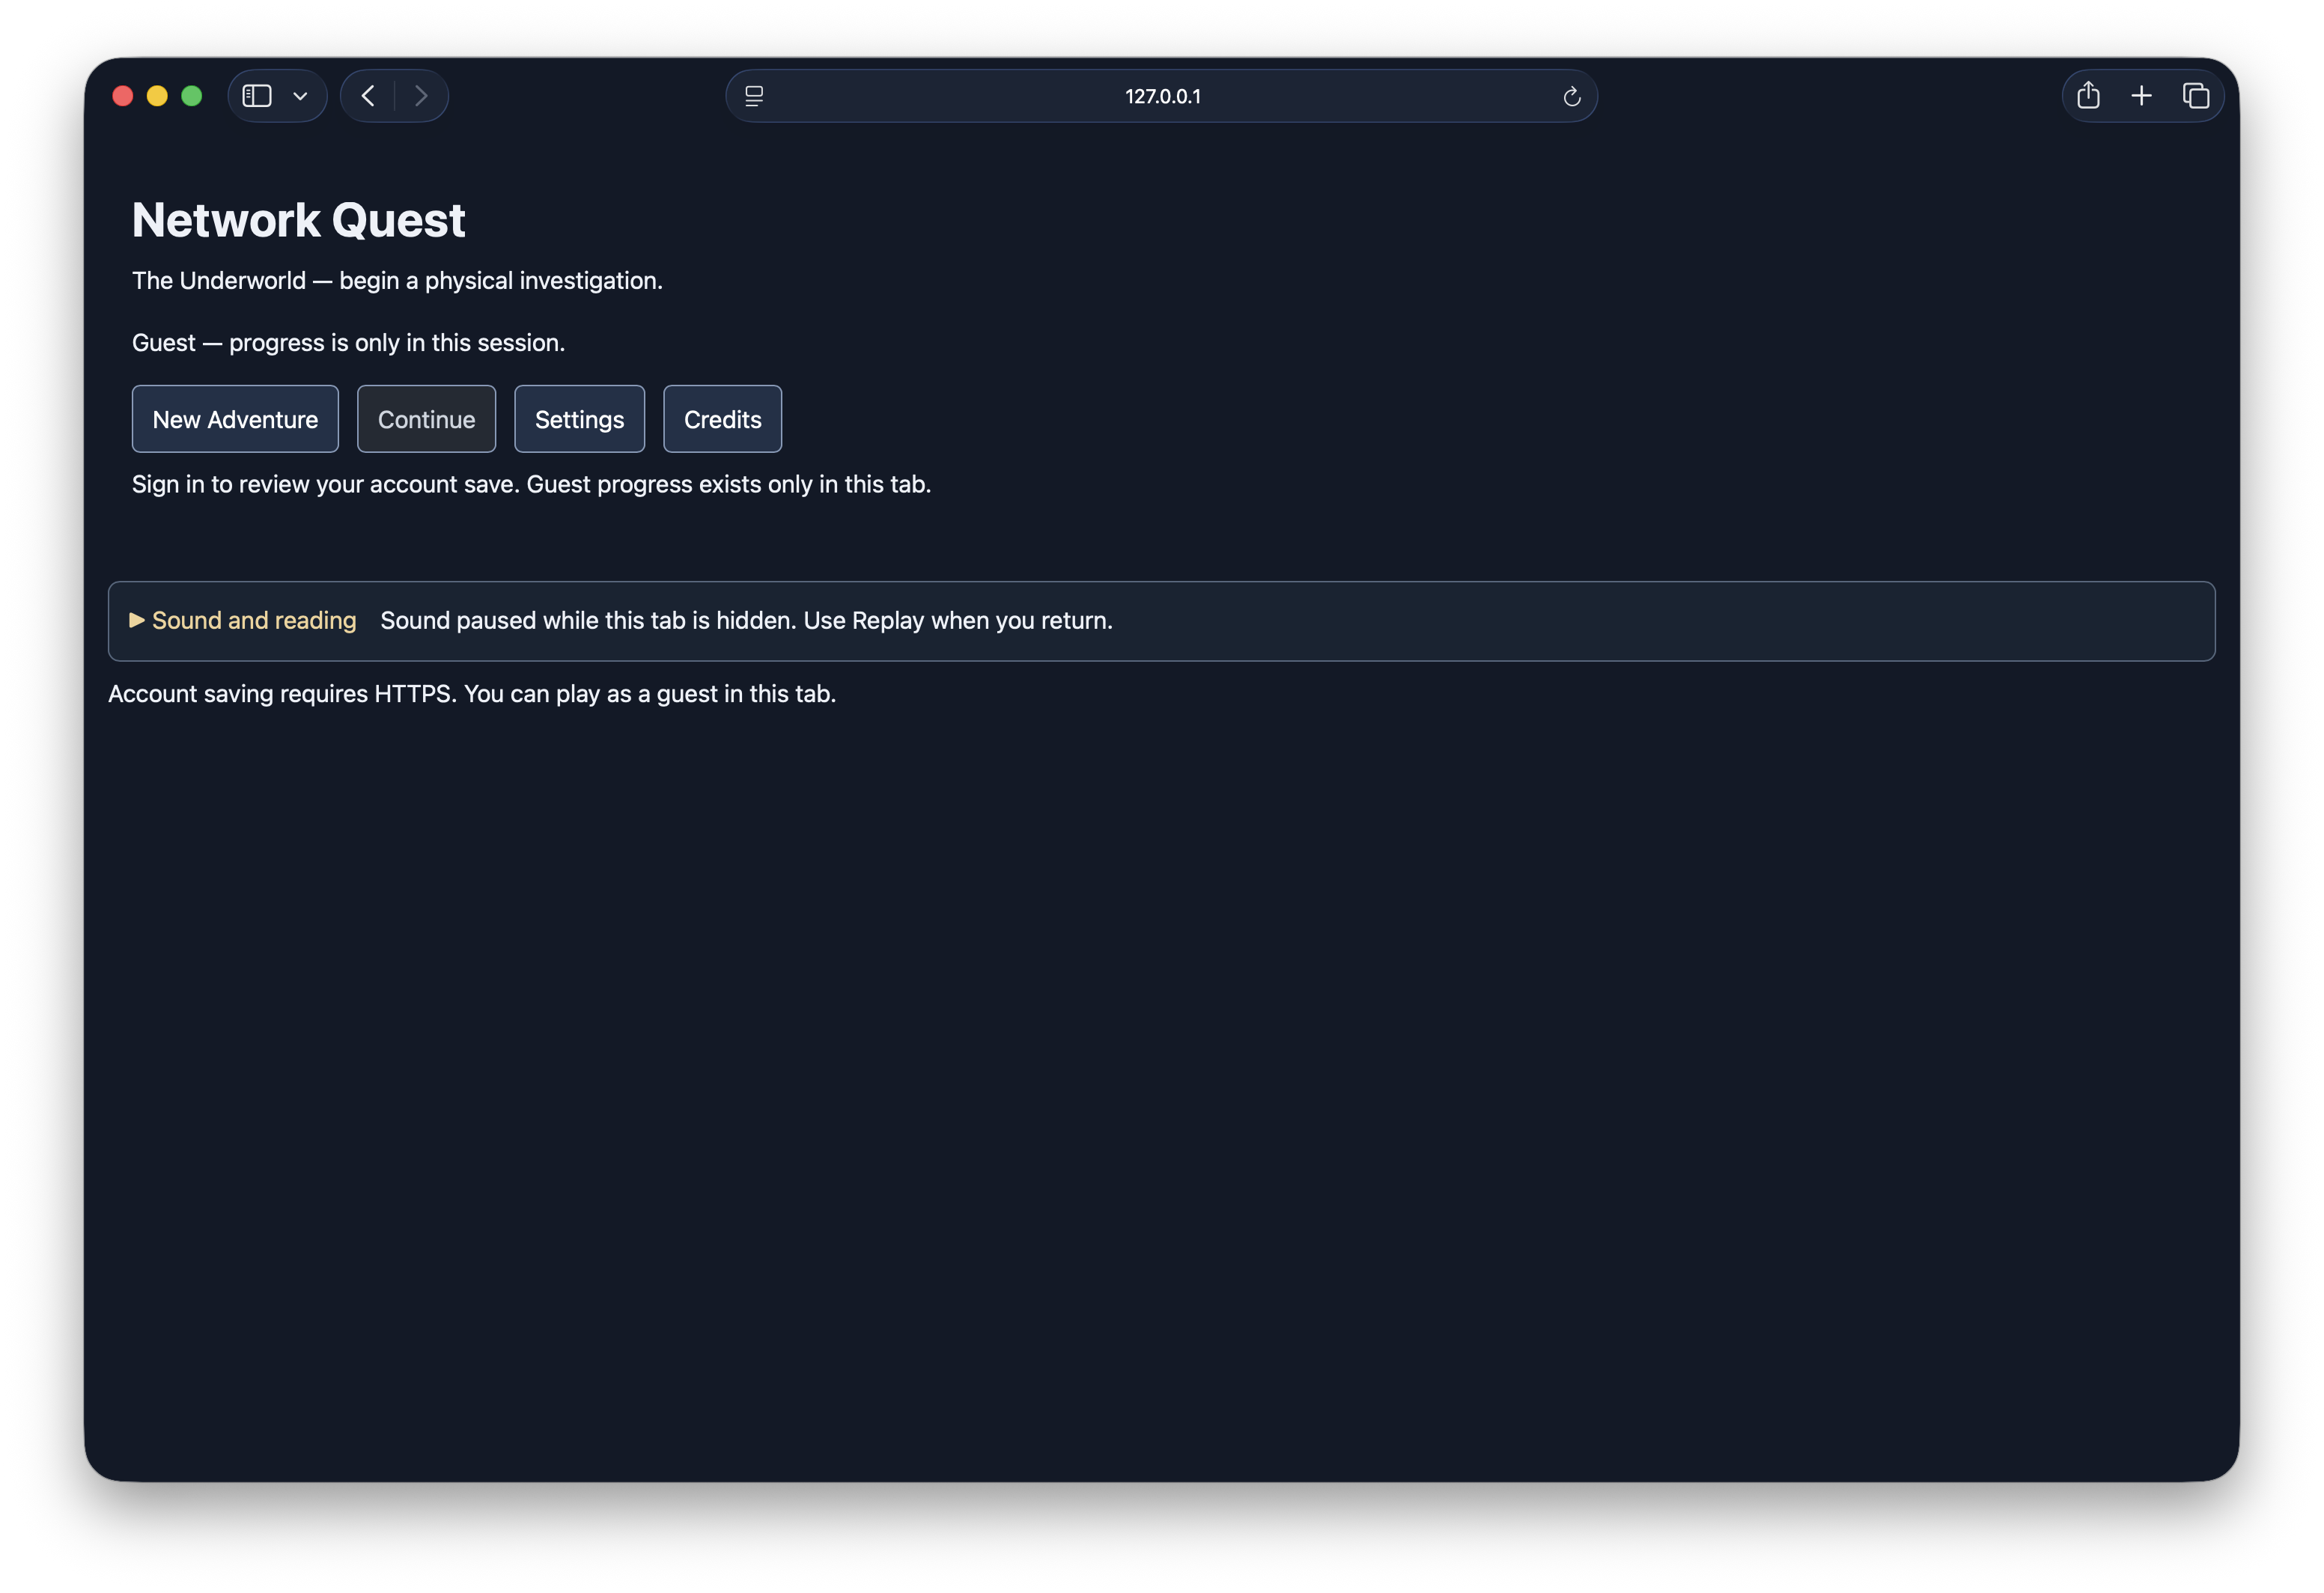 127.0.0.1
Network Quest
The Underworld — begin a physical investigation.
Guest — progress is only in this session.
New Adventure Continue Settings Credits
Sign in to review your account save. Guest progress exists only in this tab.
Sound and reading Sound paused while this tab is hidden. Use Replay when you return.
Account saving requires HTTPS. You can play as a guest in this tab.